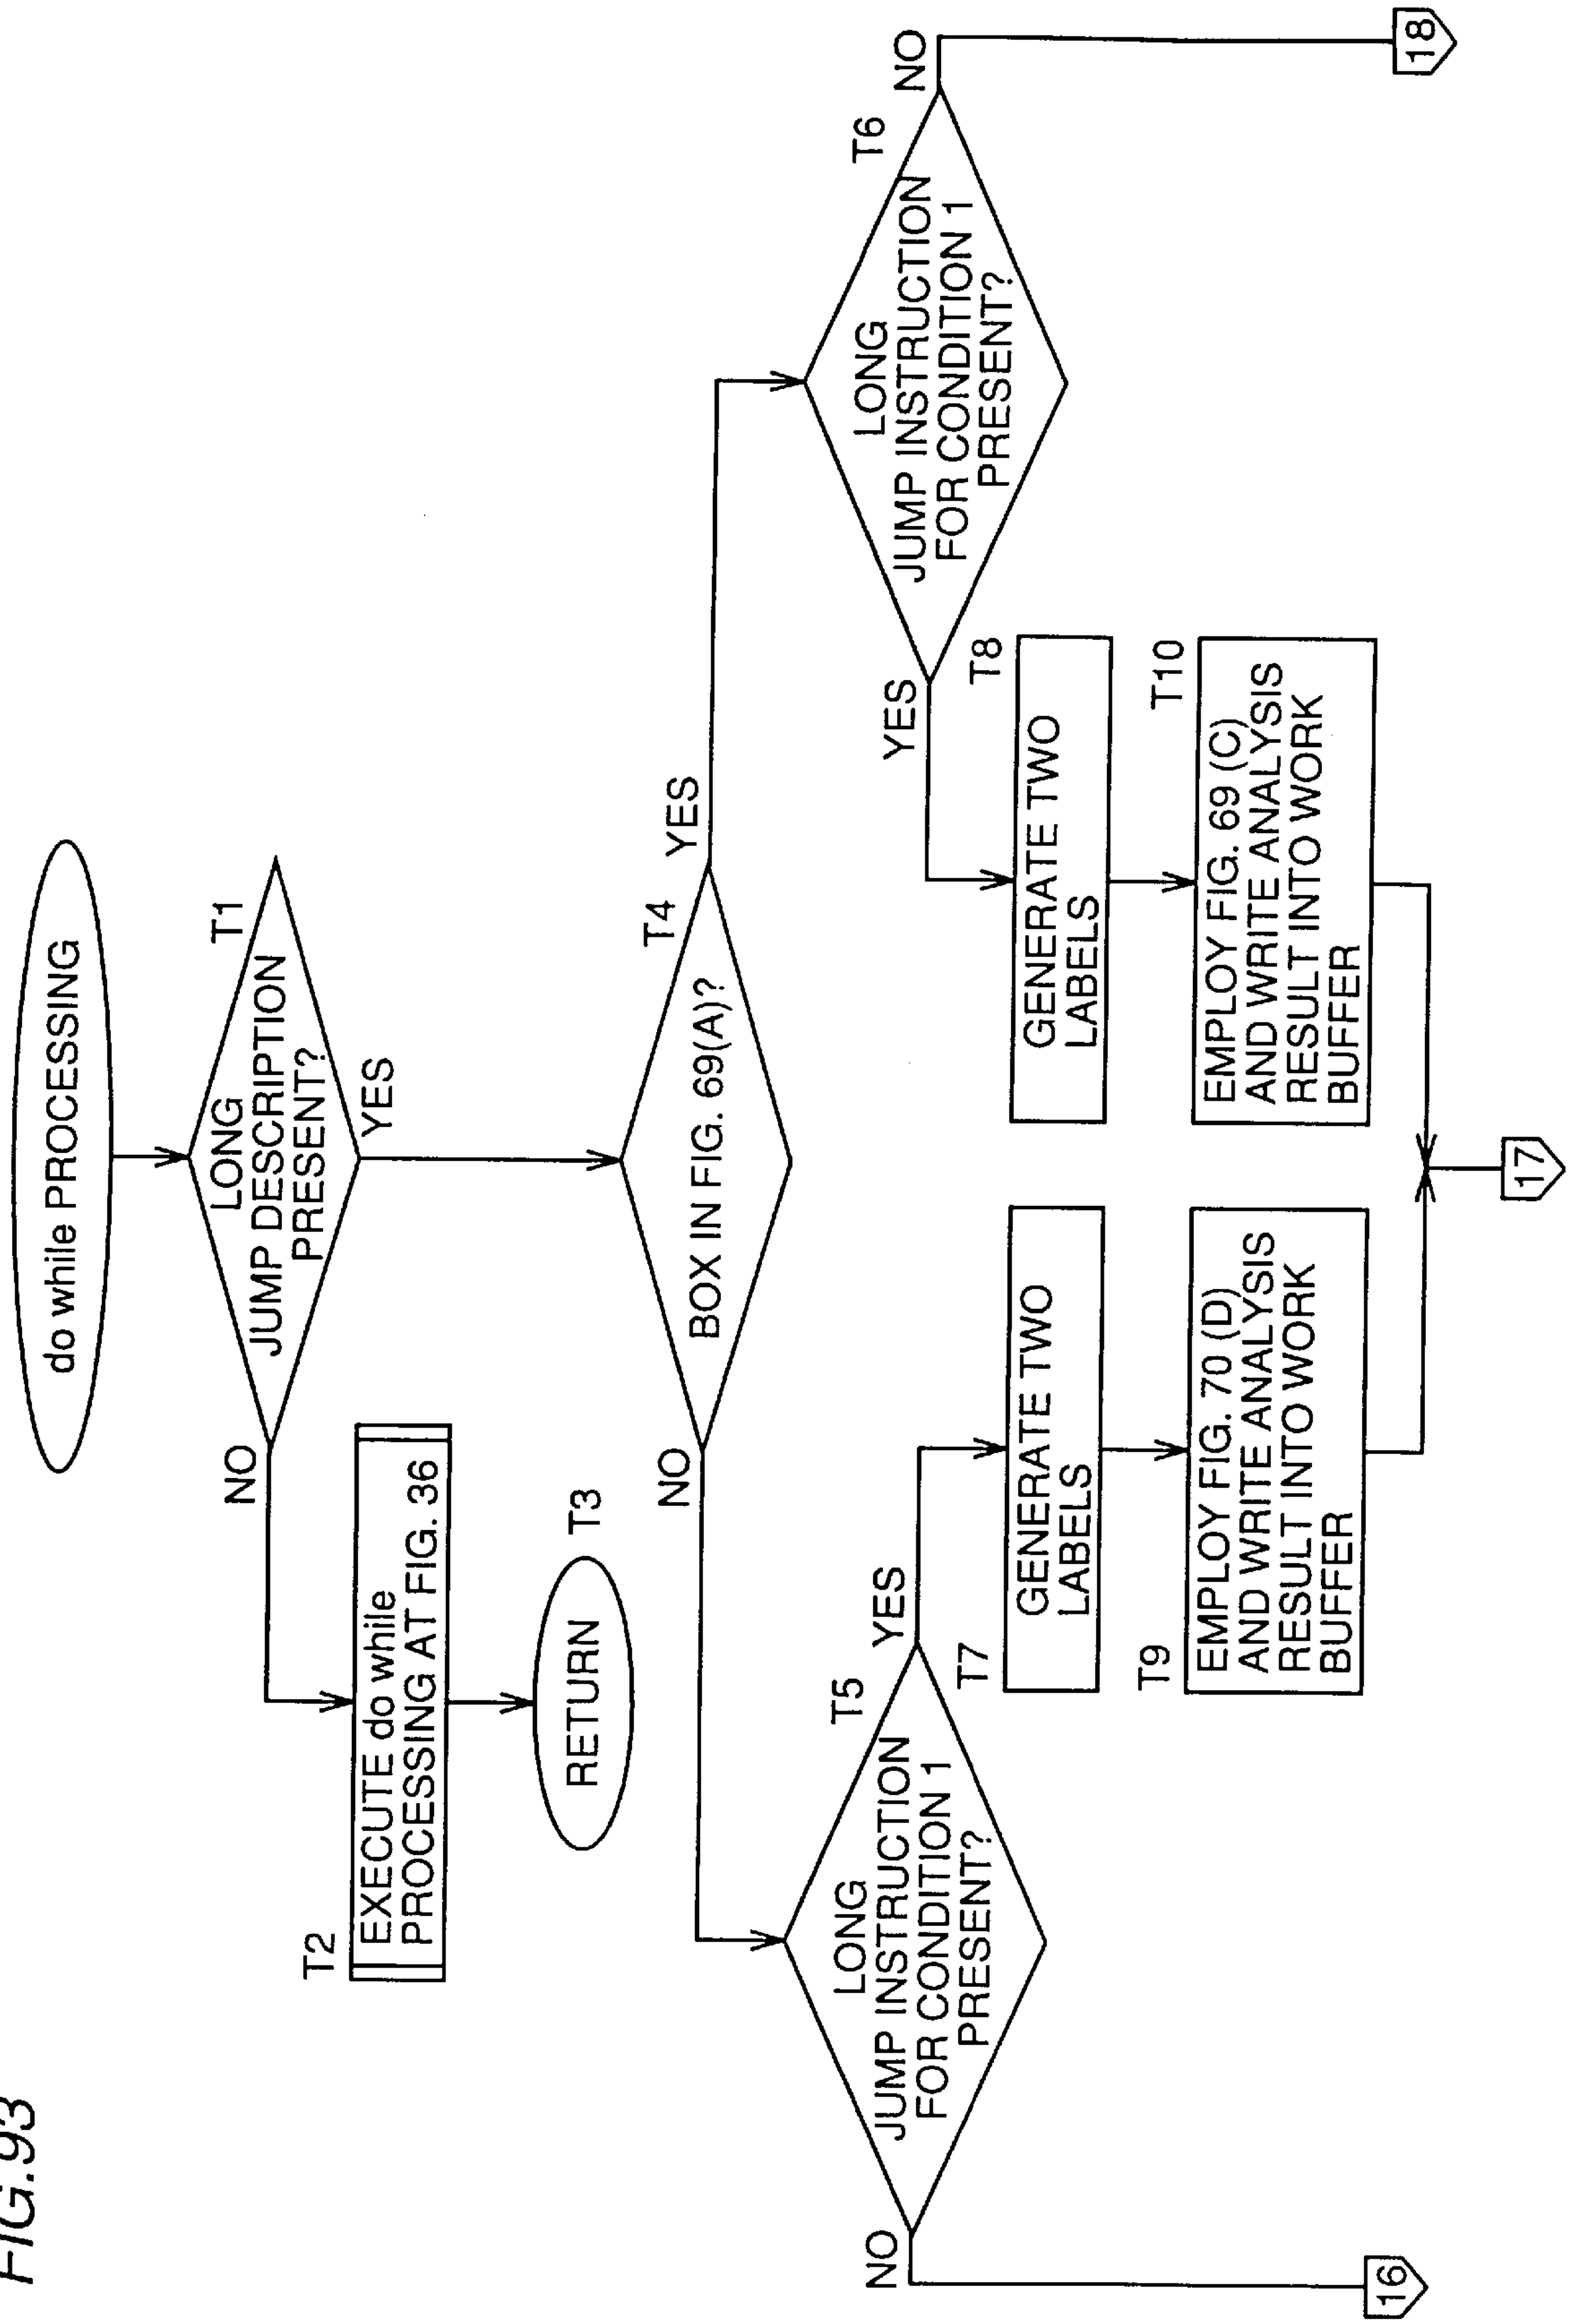 FIG.93
do while PROCESSING
T1
LONG
JUMP DESCRIPTION
PRESENT?
NO
YES
T2
EXECUTE do while
PROCESSING AT FIG. 36
RETURN
T3
T4
BOX IN FIG. 69(A)?
NO
YES
T5
LONG
JUMP INSTRUCTION
FOR CONDITION 1
PRESENT?
NO
YES
T6
LONG
JUMP INSTRUCTION
FOR CONDITION 1
PRESENT?
YES
NO
T7
GENERATE TWO
LABELS
T8
GENERATE TWO
LABELS
T9
EMPLOY FIG. 70 (D)
AND WRITE ANALYSIS
RESULT INTO WORK
BUFFER
T10
EMPLOY FIG. 69 (C)
AND WRITE ANALYSIS
RESULT INTO WORK
BUFFER
16
17
18